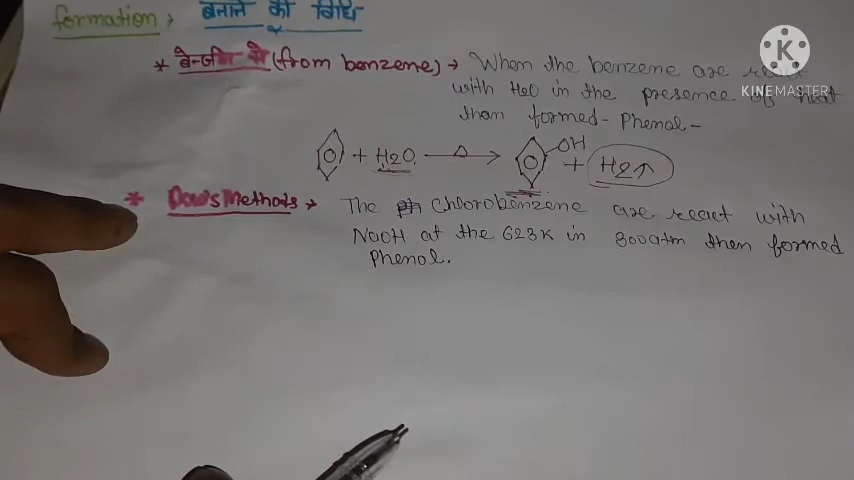 formation: बनाने की विधि
* बेन्जीन से (from benzene) → When the benzene are react
with H2O in the presence of heat
than formed - Phenol -
+ H2O △ → OH + H2↑
* Dow's Methods → The Chlorobenzene are react with
NaOH at the 623K in 300atm then formed
Phenol.
K
KINEMASTER